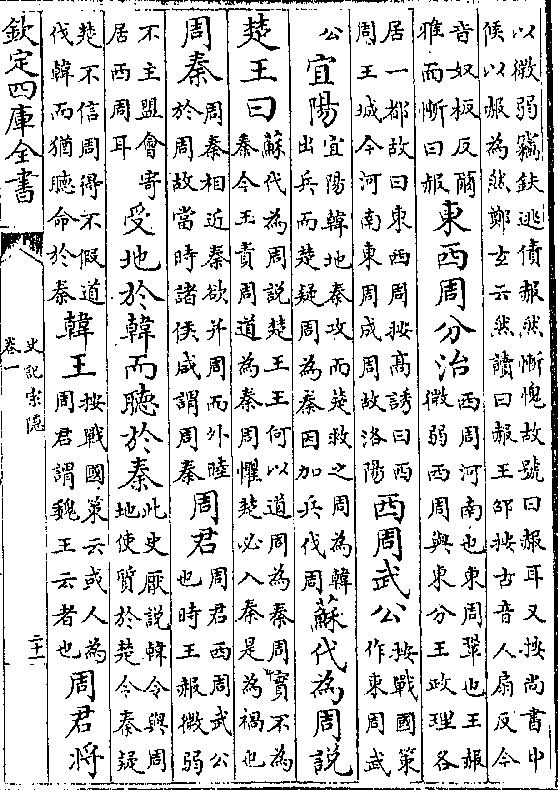 以微弱竊鈇逃債赧然慙愧故號曰赧耳又按尚書中
候以赧為然鄭玄云然讀曰赧王邵按古音人扇反今
音奴板反爾
雅而慙曰赧
東西周分治
西周河南也東周鞏也王赧
微弱西周與東分王政理各
居一都故曰東西周按高誘曰西
周王城今河南東周成周故洛陽
西周武公
按戰國策
作東周武
公
宜陽
宜陽韓地秦攻而楚救之周為韓
出兵而楚疑周為秦因加兵伐周
蘇代為周說
楚王曰
蘇代為周說楚王王何以道周為秦周實不為
秦今王責周道為秦周懼楚必入秦是為禍也
周秦
周秦相近秦欲并周而外睦
於周故當時諸侯咸謂周秦
周君
周君西周武公
也時王赧微弱
不主盟會寄
居西周耳
受地於韓而聽於秦
此史厭說韓令與周
地使質於楚令秦疑
楚不信周得不假道
伐韓而猶聽命於秦
韓王
按戰國策云或人為
周君謂魏王云者也
周君將
欽定四庫全書
史記索隱
卷一
二十一